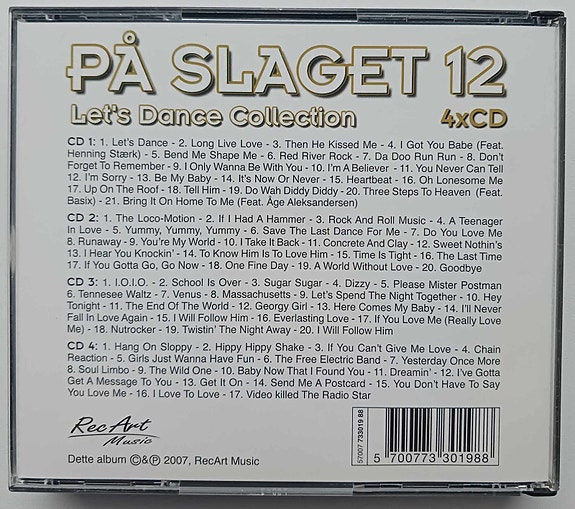 PÅ SLAGET 12
Let's Dance Collection 4xCD
CD 1: 1. Let's Dance - 2. Long Live Love - 3. Then He Kissed Me - 4. I Got You Babe (Feat.
Henning Stærk) - 5. Bend Me Shape Me - 6. Red River Rock - 7. Da Doo Run Run - 8. Don't
Forget To Remember - 9. I Only Wanna Be With You - 10. I'm A Believer - 11. You Never Can Tell
12. I'm Sorry - 13. Be My Baby - 14. It's Now Or Never - 15. Heartbeat - 16. Oh Lonesome Me
17. Up On The Roof - 18. Tell Him - 19. Do Wah Diddy Diddy - 20. Three Steps To Heaven (Feat.
Basix) - 21. Bring It On Home To Me (Feat. Åge Aleksandersen)
CD 2: 1. The Loco-Motion - 2. If I Had A Hammer - 3. Rock And Roll Music - 4. A Teenager
In Love - 5. Yummy, Yummy, Yummy - 6. Save The Last Dance For Me - 7. Do You Love Me
8. Runaway - 9. You're My World - 10. I Take It Back - 11. Concrete And Clay - 12. Sweet Nothin's
13. I Hear You Knockin' - 14. To Know Him Is To Love Him - 15. Time Is Tight - 16. The Last Time
17. If You Gotta Go, Go Now - 18. One Fine Day - 19. A World Without Love - 20. Goodbye
CD 3: 1. I.O.I.O. - 2. School Is Over - 3. Sugar Sugar - 4. Dizzy - 5. Please Mister Postman
6. Tennesee Waltz - 7. Venus - 8. Massachusetts - 9. Let's Spend The Night Together - 10. Hey
Tonight - 11. The End Of The World - 12. Georgy Girl - 13. Here Comes My Baby - 14. I'll Never
Fall In Love Again - 15. I Will Follow Him - 16. Everlasting Love - 17. If You Love Me (Really Love
Me) - 18. Nutrocker - 19. Twistin' The Night Away - 20. I Will Follow Him
CD 4: 1. Hang On Sloppy - 2. Hippy Hippy Shake - 3. If You Can't Give Me Love - 4. Chain
Reaction - 5. Girls Just Wanna Have Fun - 6. The Free Electric Band - 7. Yesterday Once More
8. Soul Limbo - 9. The Wild One - 10. Baby Now That I Found You - 11. Dreamin' - 12. I've Gotta
Get A Message To You - 13. Get It On - 14. Send Me A Postcard - 15. You Don't Have To Say
You Love Me - 16. I Love To Love - 17. Video killed The Radio Star
RecArt
Music
Dette album ©&℗ 2007, RecArt Music
57007 733019 88
5 700773 301988